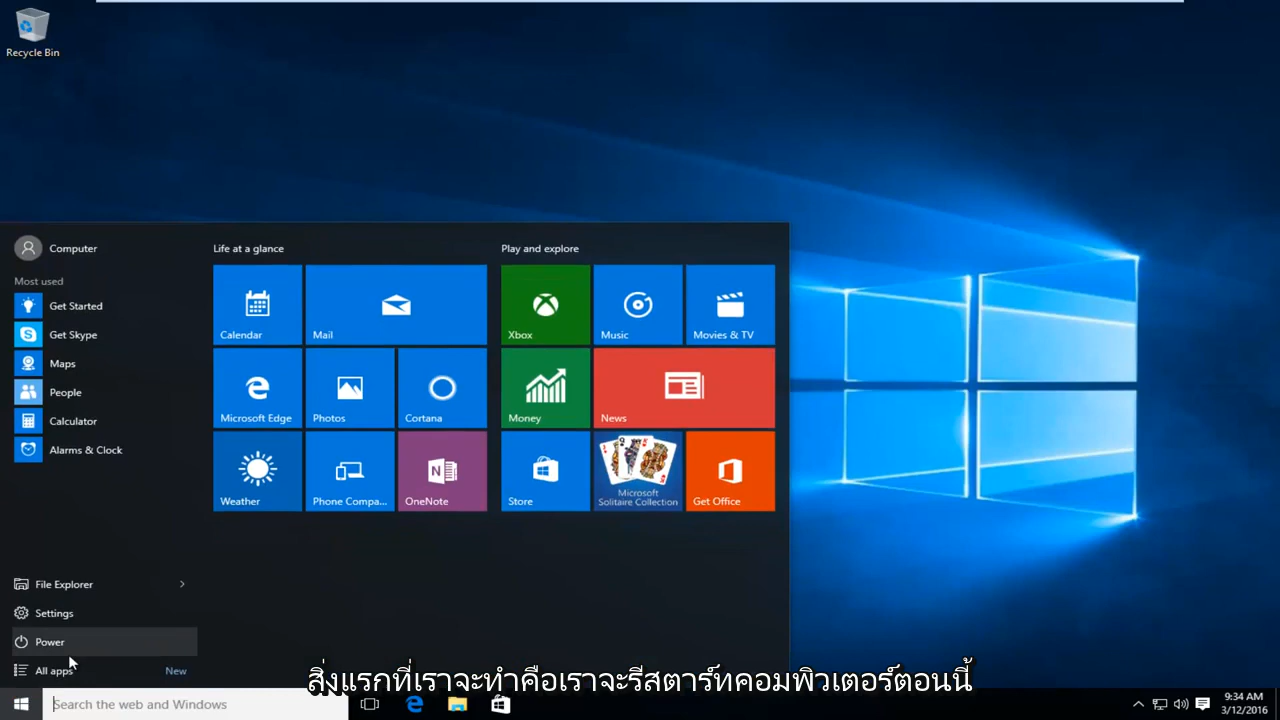 Recycle Bin
Computer
Most used
Get Started
Get Skype
Maps
People
Calculator
Alarms & Clock
File Explorer
Settings
Power
All apps
New
Life at a glance
Calendar
Mail
Microsoft Edge
Photos
Cortana
Weather
Phone Compa...
OneNote
Play and explore
Xbox
Music
Movies & TV
Money
News
Store
Microsoft
Solitaire Collection
Get Office
สิ่งแรกที่เราจะทำคือเราจะรีสตาร์ทคอมพิวเตอร์ตอนนี้
Search the web and Windows
9:34 AM
3/12/2016